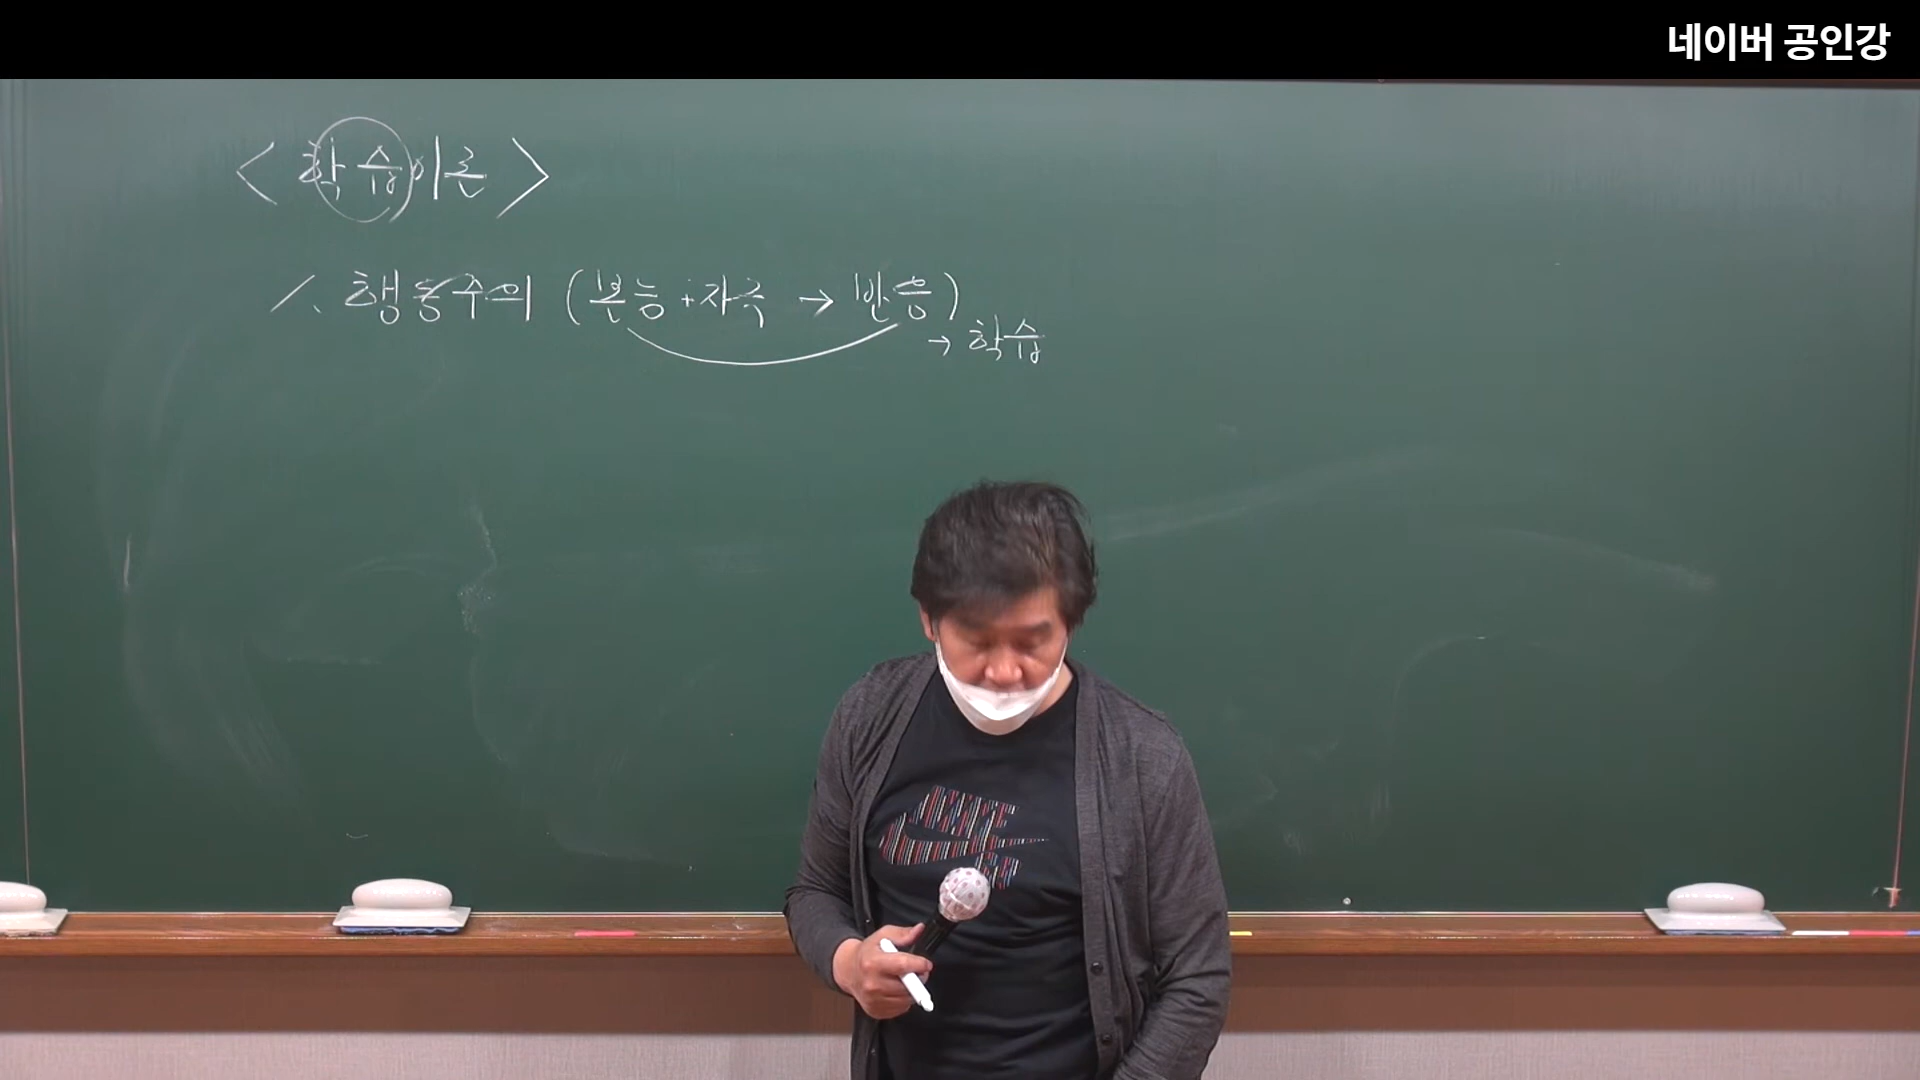 네이버 공인강
< 학습이론 >
1. 행동주의 (본능+자극 → 반응)
→ 학습
NIKE